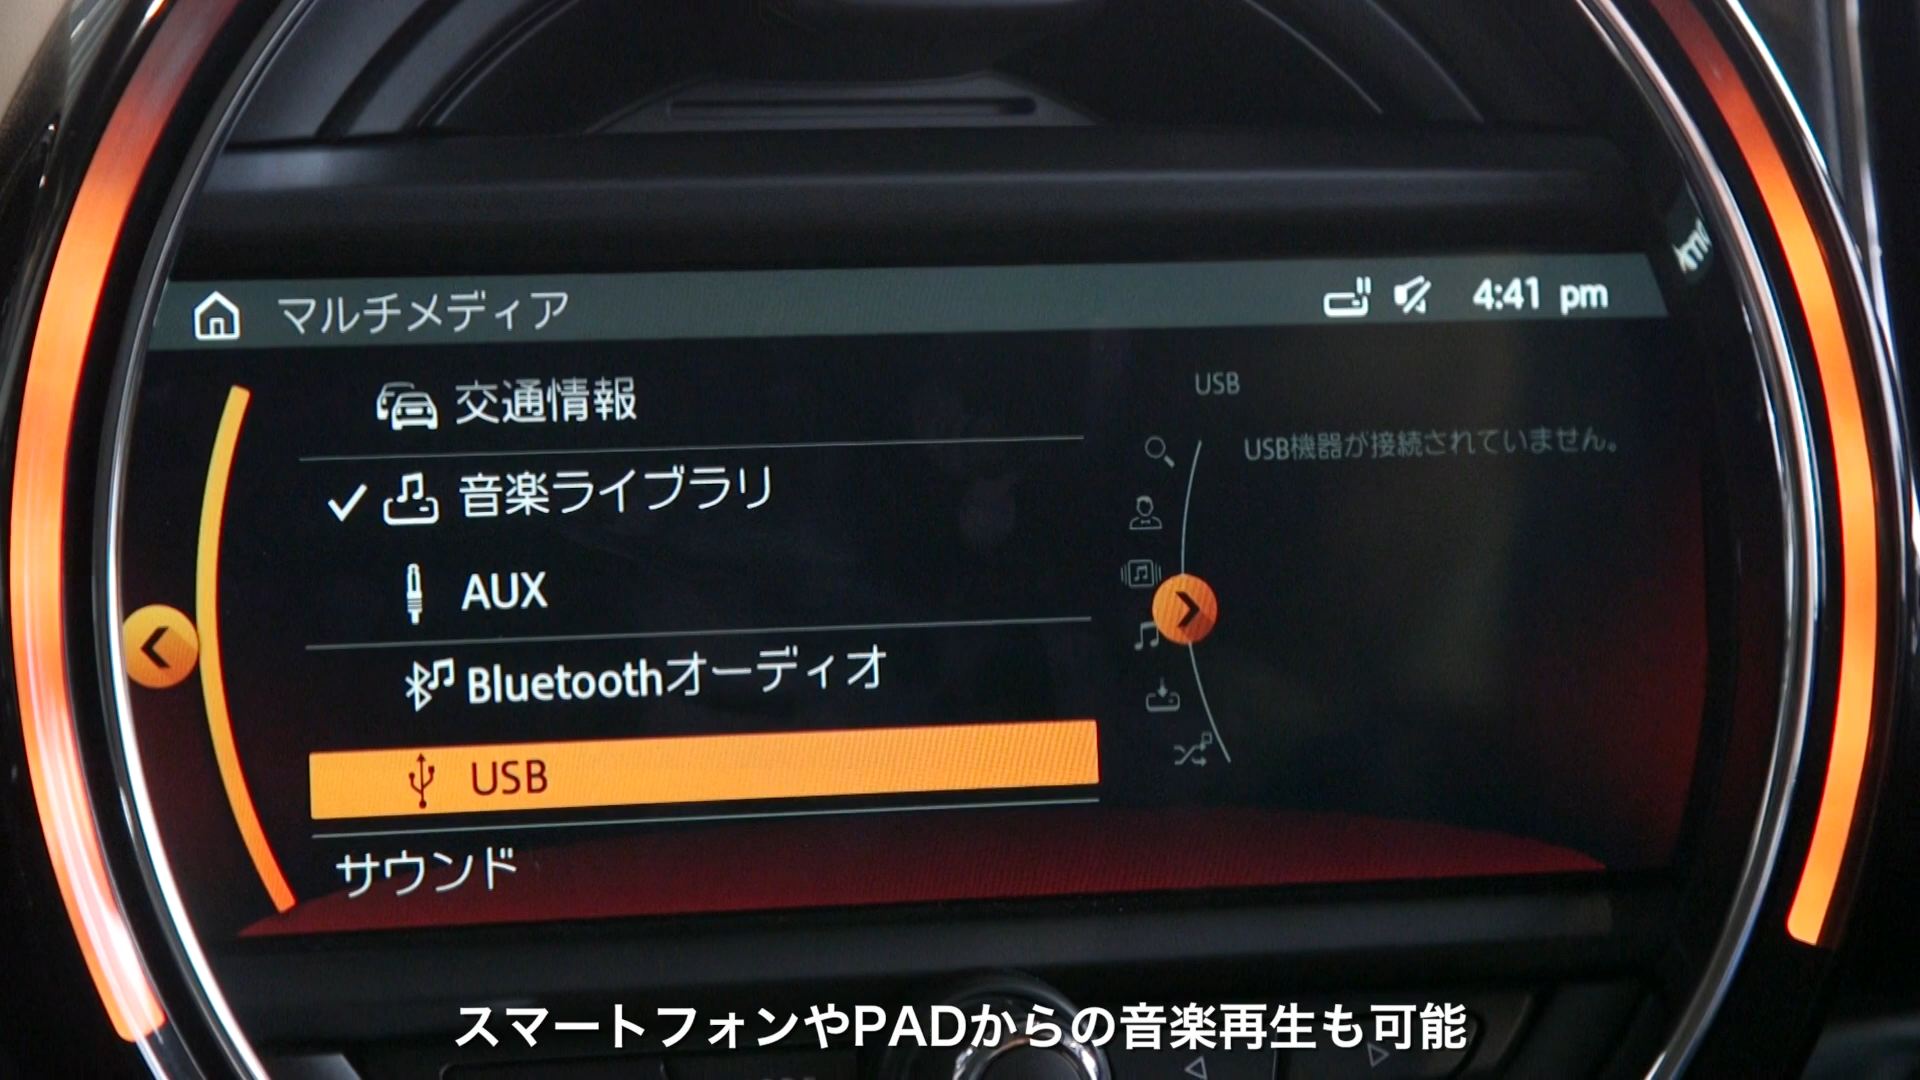 マルチメディア
4:41 pm
交通情報
音楽ライブラリ
AUX
Bluetoothオーディオ
USB
サウンド
USB
USB機器が接続されていません。
スマートフォンやPADからの音楽再生も可能